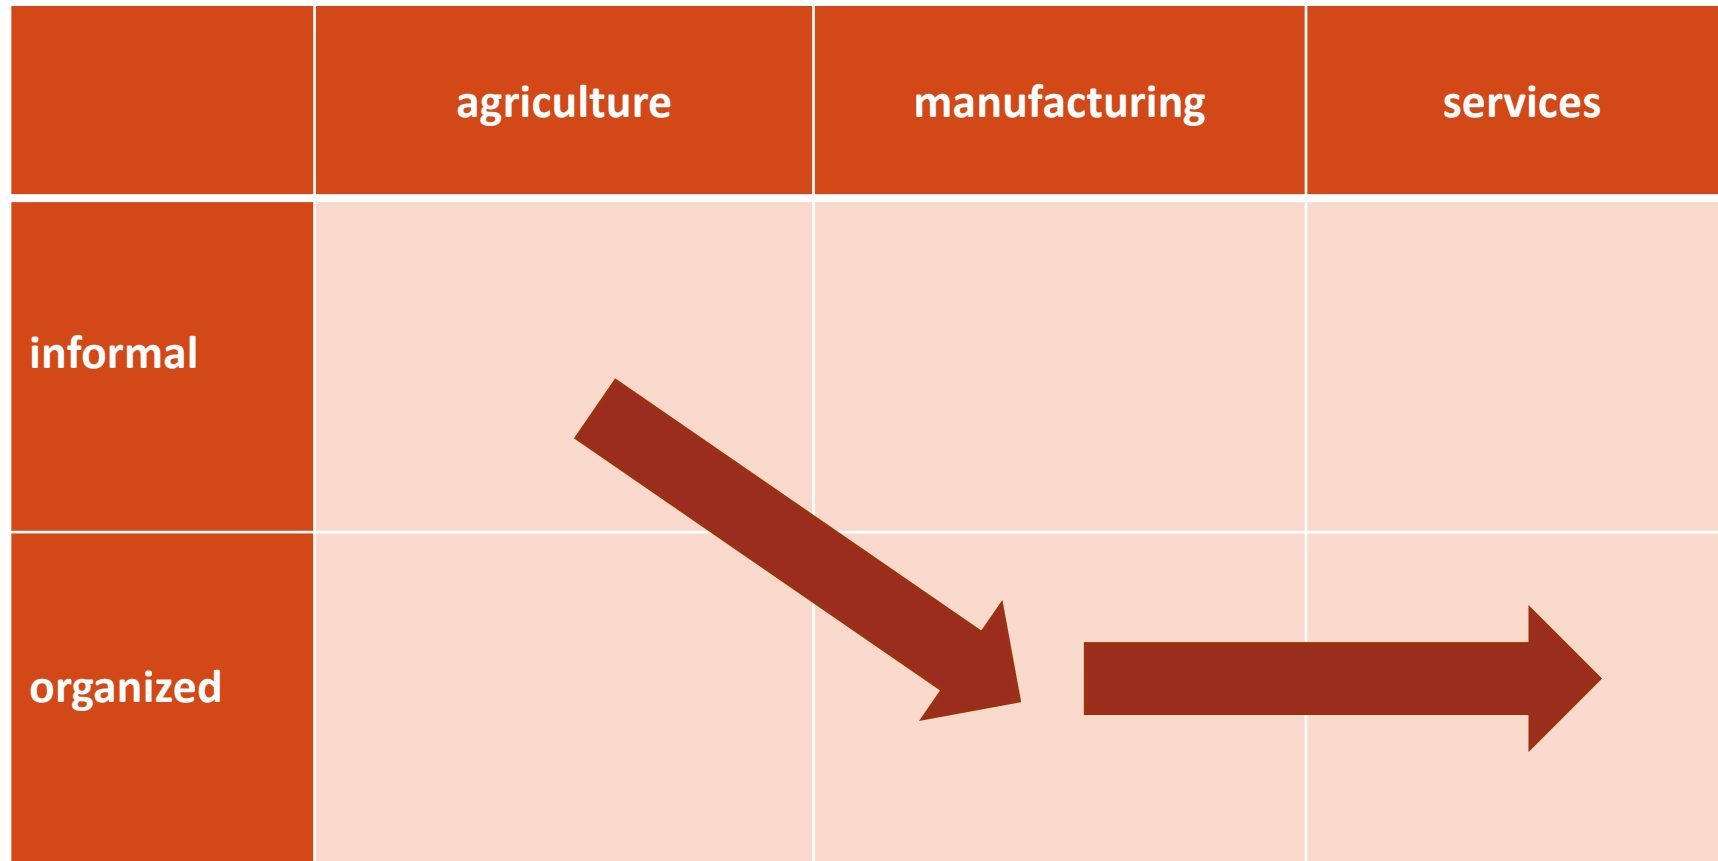 agriculture
manufacturing
services
informal
organized